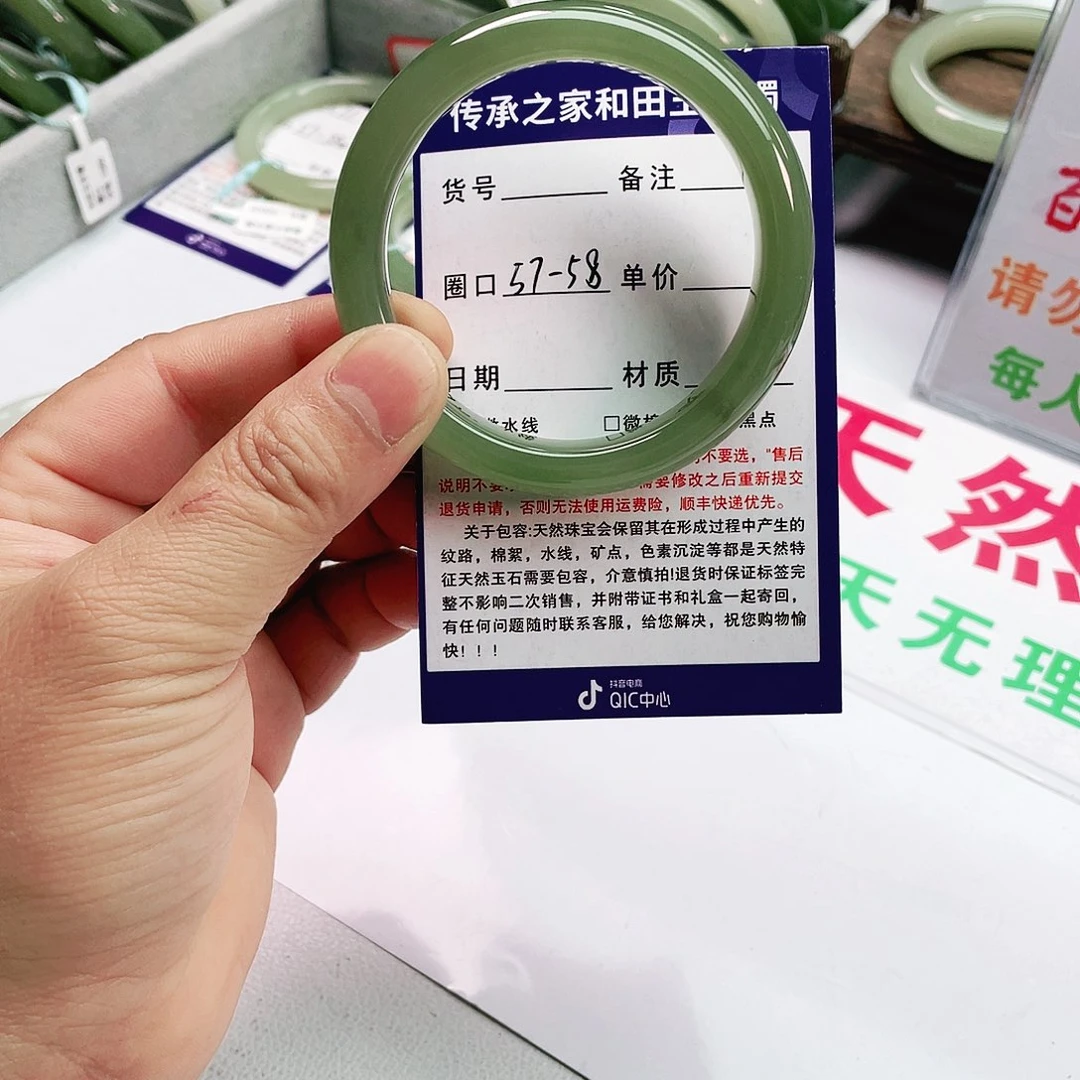 传承之家和田玉 镯
货号 备注
圈口 57-58 单价
日期 材质
水线 □微 黑点
不要选，"售后
说明不要 需要修改之后重新提交
退货申请，否则无法使用运费险，顺丰快递优先。
关于包容:天然珠宝会保留其在形成过程中产生的
纹路，棉絮，水线，矿点，色素沉淀等都是天然特
征天然玉石需要包容，介意慎拍!退货时保证标签完
整不影响二次销售，并附带证书和礼盒一起寄回，
有任何问题随时联系客服，给您解决，祝您购物愉
快！！！
抖音电商
QIC中心
请勿
每人
天然
天无理